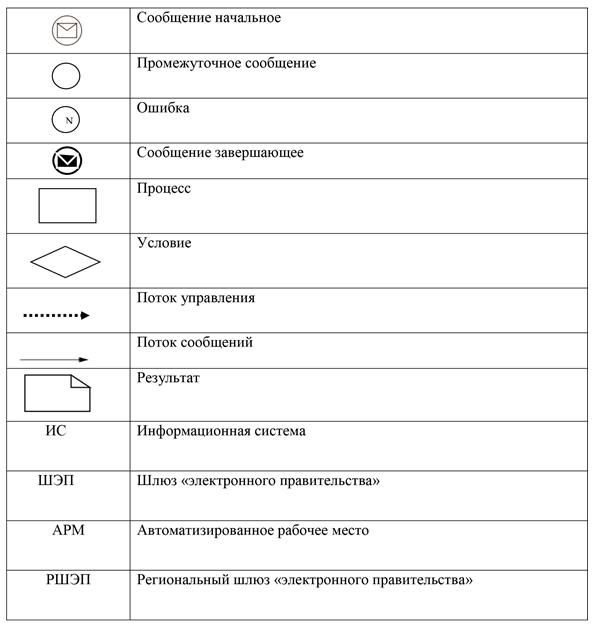 Сообщение начальное
Промежуточное сообщение
Ошибка
N
Сообщение завершающее
Процесс
Условие
Поток управления
Поток сообщений
Результат
ИС Информационная система
ШЭП Шлюз «электронного правительства»
АРМ Автоматизированное рабочее место
РШЭП Региональный шлюз «электронного правительства»